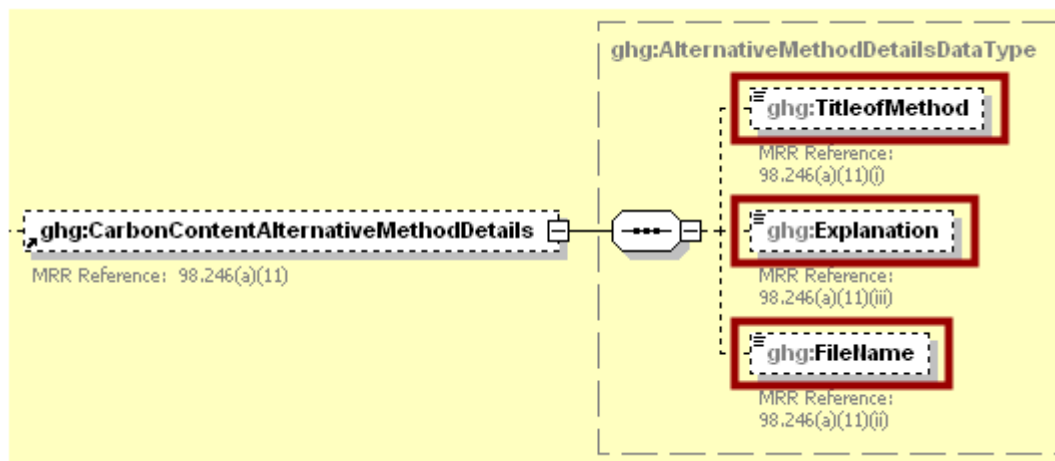 ghg:AlternativeMethodDetailsDataType
ghg:TitleofMethod
MRR Reference:
98.246(a)(11)(i)
ghg:CarbonContentAlternativeMethodDetails
MRR Reference: 98.246(a)(11)
ghg:Explanation
MRR Reference:
98.246(a)(11)(iii)
ghg:FileName
MRR Reference:
98.246(a)(11)(ii)